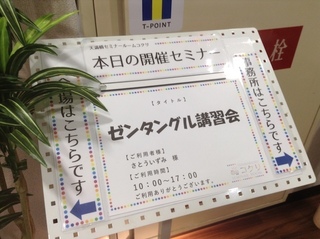 T-POINT
本日の開催セミナー
会場はこちらです
【タイトル】
ゼンタングル講習会
【ご利用者様】
さとういずみ 様
【ご利用時間】
10:00~17:00
ご利用ありがとうございます。
務所はこちらです
栓